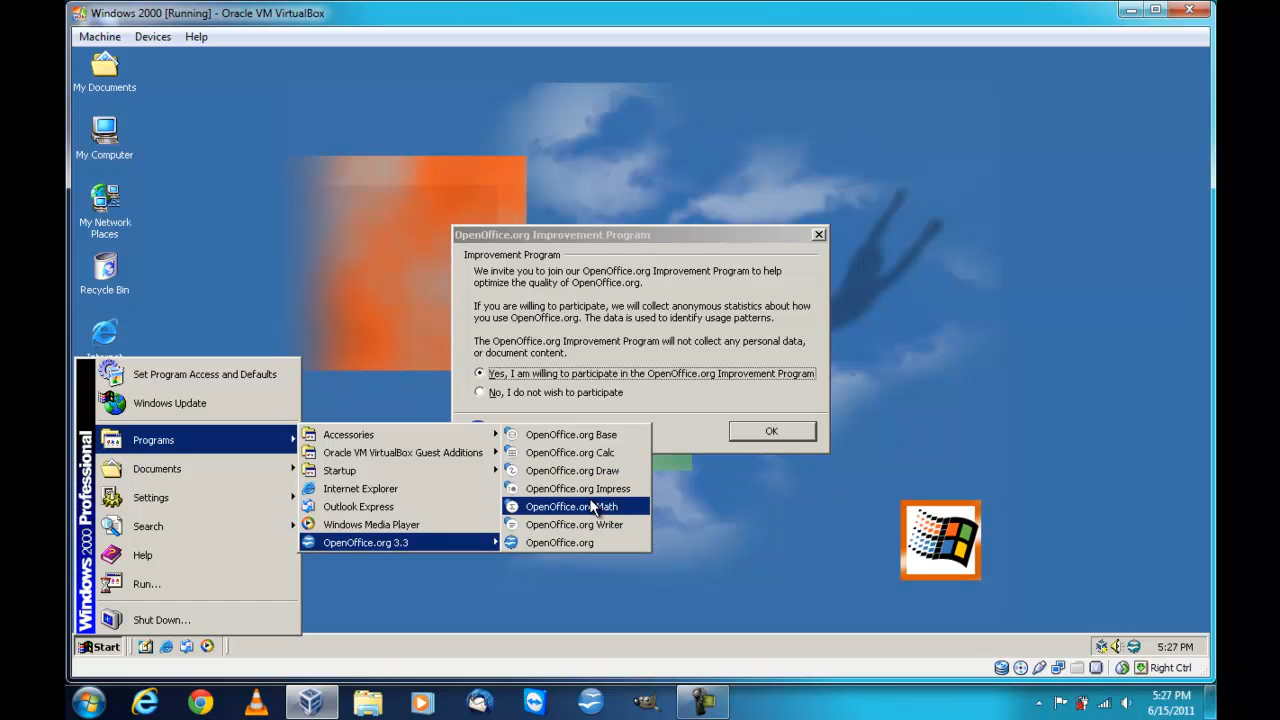 Windows 2000 [Running] - Oracle VM VirtualBox
Machine Devices Help
My Documents
My Computer
My Network
Places
Recycle Bin
OpenOffice.org Improvement Program
Improvement Program
We invite you to join our OpenOffice.org Improvement Program to help
optimize the quality of OpenOffice.org.
If you are willing to participate, we will collect anonymous statistics about how
you use OpenOffice.org. The data is used to identify usage patterns.
The OpenOffice.org Improvement Program will not collect any personal data,
or document content.
Yes, I am willing to participate in the OpenOffice.org Improvement Program
No, I do not wish to participate
OK
Set Program Access and Defaults
Windows Update
Programs
Documents
Settings
Search
Help
Run...
Shut Down...
Windows 2000 Professional
Accessories
Oracle VM VirtualBox Guest Additions
Startup
Internet Explorer
Outlook Express
Windows Media Player
OpenOffice.org 3.3
OpenOffice.org Base
OpenOffice.org Calc
OpenOffice.org Draw
OpenOffice.org Impress
OpenOffice.org Math
OpenOffice.org Writer
OpenOffice.org
Start
5:27 PM
Right Ctrl
5:27 PM
6/15/2011